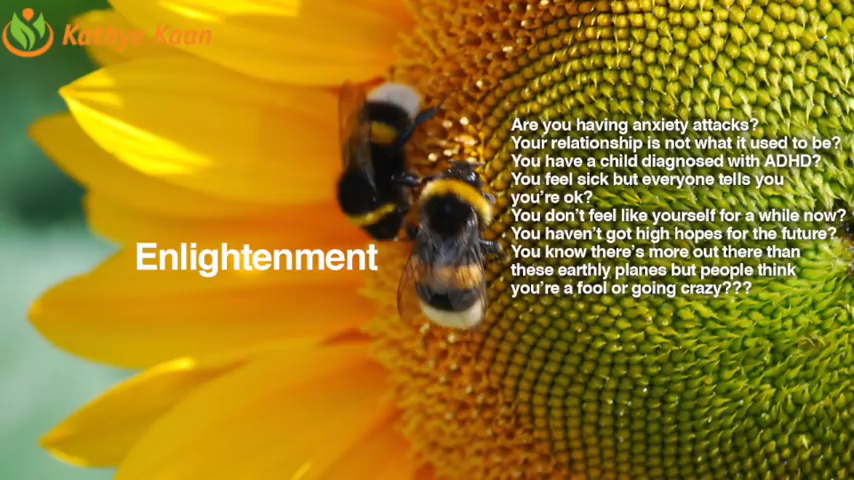 Kathye Kaan
Are you having anxiety attacks?
Your relationship is not what it used to be?
You have a child diagnosed with ADHD?
You feel sick but everyone tells you
you're ok?
You don't feel like yourself for a while now?
You haven't got high hopes for the future?
You know there's more out there than
these earthly planes but people think
you're a fool or going crazy???
Enlightenment